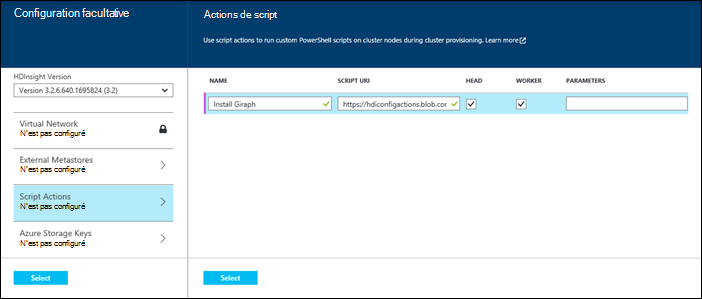 Configuration facultative
HDInsight Version
Version 3.2.6.640.1695824 (3.2)
Virtual Network
N'est pas configuré
External Metastores
N'est pas configuré
Script Actions
N'est pas configuré
Azure Storage Keys
N'est pas configuré
Select
Actions de script
Use script actions to run custom PowerShell scripts on cluster nodes during cluster provisioning. Learn more
NAME SCRIPT URI HEAD WORKER PARAMETERS
Install Giraph https://hdiconfigactions.blob.cor
Select